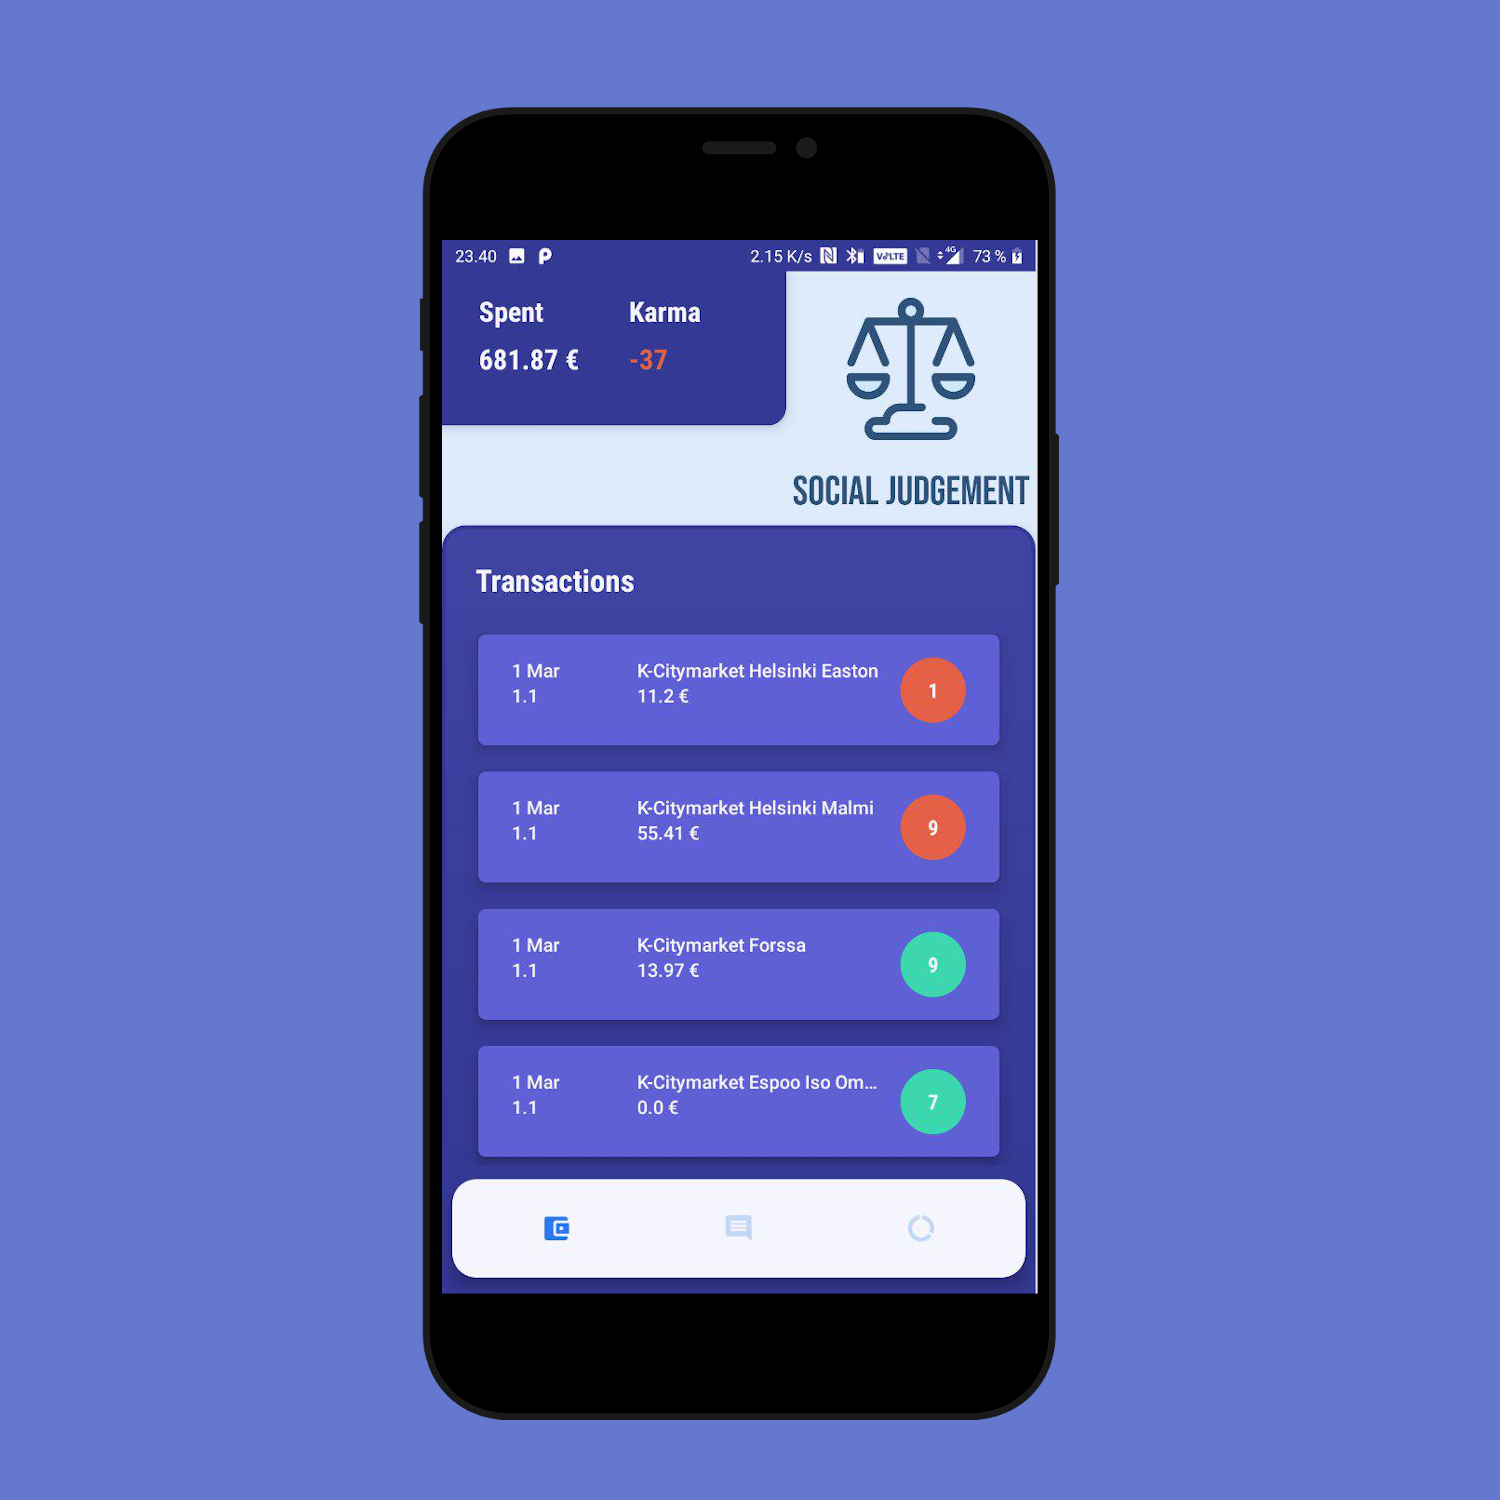 23.40 2.15 K/s VoLTE 4G 73 %
Spent Karma
681.87 € -37
SOCIAL JUDGEMENT
Transactions
1 Mar K-Citymarket Helsinki Easton
1.1 11.2 €
1
1 Mar K-Citymarket Helsinki Malmi
1.1 55.41 €
9
1 Mar K-Citymarket Forssa
1.1 13.97 €
9
1 Mar K-Citymarket Espoo Iso Om...
1.1 0.0 €
7